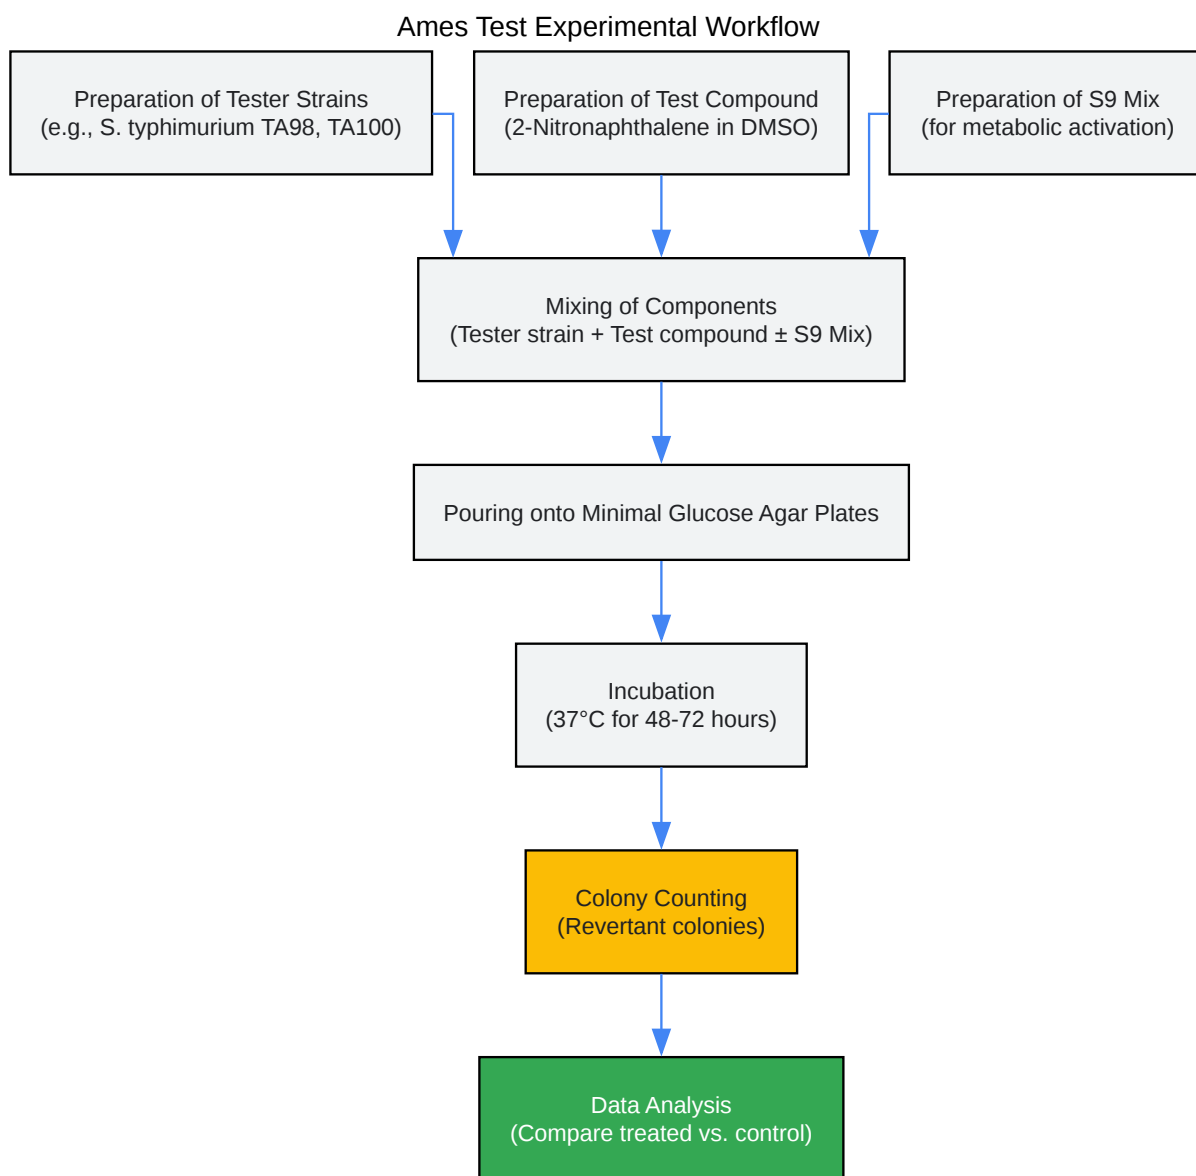 Ames Test Experimental Workflow
Preparation of Tester Strains
(e.g., S. typhimurium TA98, TA100)
Preparation of Test Compound
(2-Nitronaphthalene in DMSO)
Preparation of S9 Mix
(for metabolic activation)
Mixing of Components
(Tester strain + Test compound ± S9 Mix)
Pouring onto Minimal Glucose Agar Plates
Incubation
(37°C for 48-72 hours)
Colony Counting
(Revertant colonies)
Data Analysis
(Compare treated vs. control)